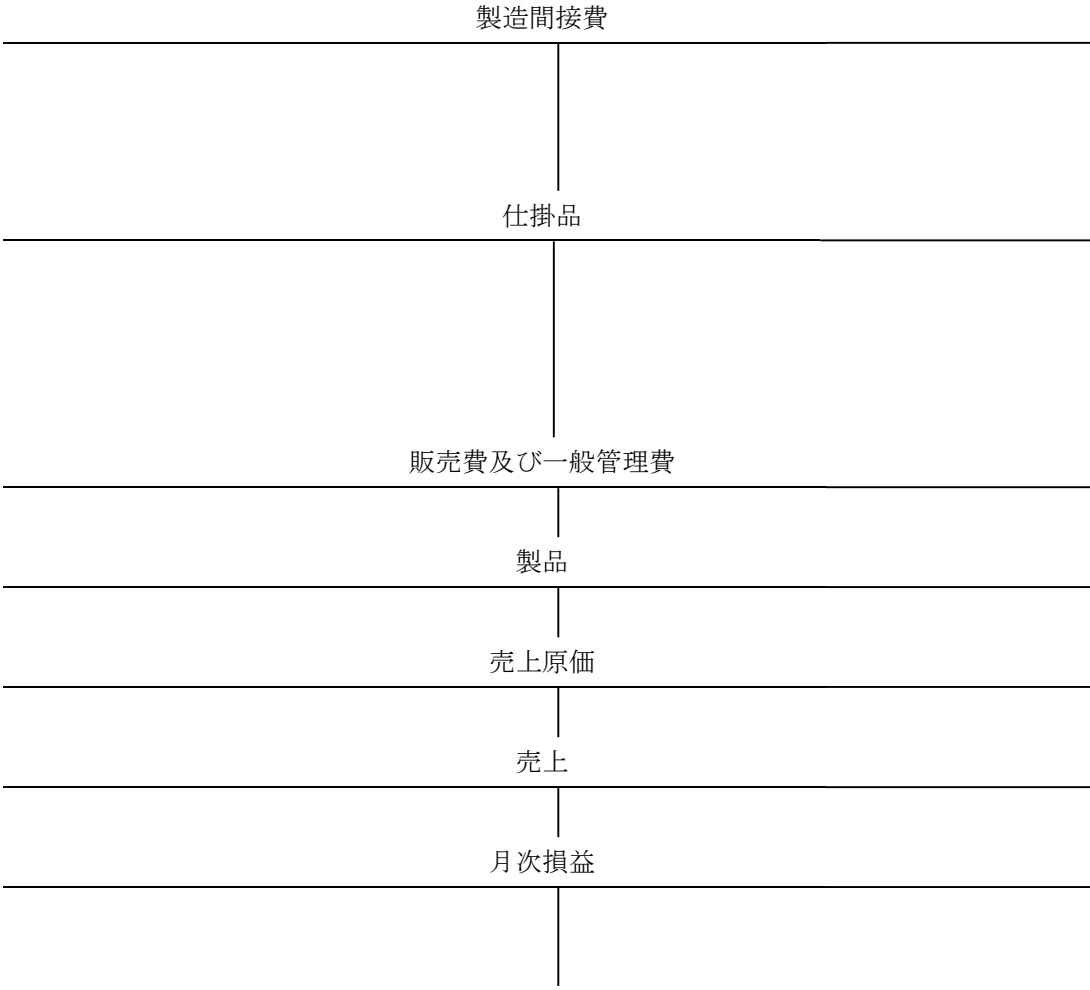 製造間接費
仕掛品
販売費及び一般管理費
製品
売上原価
売上
月次損益